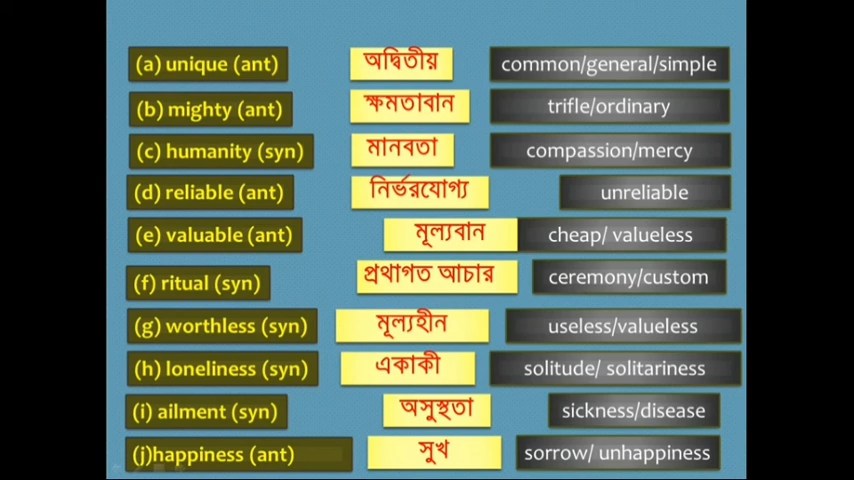 (a) unique (ant) অদ্বিতীয় common/general/simple
(b) mighty (ant) ক্ষমতাবান trifle/ordinary
(c) humanity (syn) মানবতা compassion/mercy
(d) reliable (ant) নির্ভরযোগ্য unreliable
(e) valuable (ant) মূল্যবান cheap/ valueless
(f) ritual (syn) প্রথাগত আচার ceremony/custom
(g) worthless (syn) মূল্যহীন useless/valueless
(h) loneliness (syn) একাকী solitude/ solitariness
(i) ailment (syn) অসুস্থতা sickness/disease
(j)happiness (ant) সুখ sorrow/ unhappiness